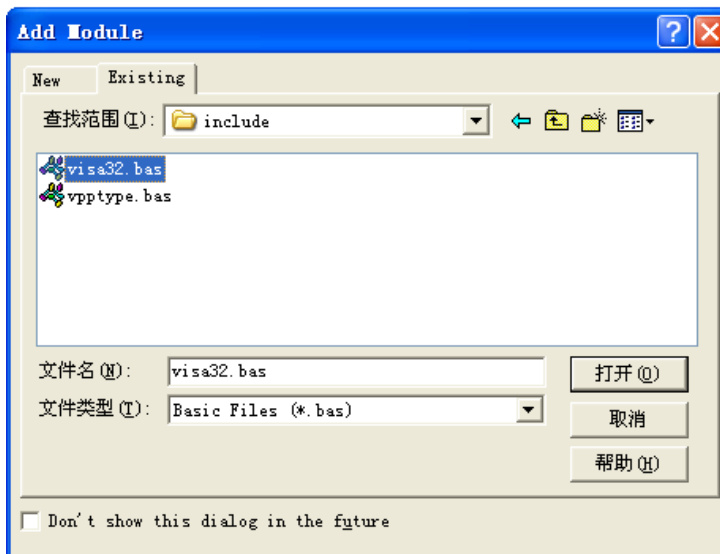 Add Module
New Existing
查找范围(I): include
visa32.bas
vpptype.bas
文件名(N): visa32.bas 打开(O)
文件类型(T): Basic Files (*.bas) 取消
帮助(H)
Don't show this dialog in the future